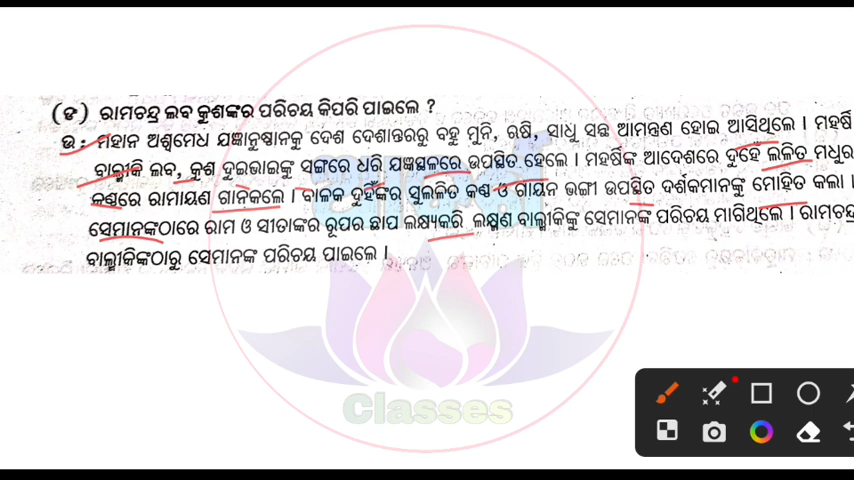 (ଙ) ରାମଚନ୍ଦ୍ର ଲବ କୁଶଙ୍କର ପରିଚୟ କିପରି ପାଇଲେ ?
ଉ: ମହାନ ଅଶ୍ୱମେଧ ଯଜ୍ଞାନୁଷ୍ଠାନକୁ ଦେଶ ଦେଶାନ୍ତରରୁ ବହୁ ମୁନି, ଋଷି, ସାଧୁ ସନ୍ଥ ଆମନ୍ତ୍ରଣ ହୋଇ ଆସିଥିଲେ । ମହର୍ଷି
ବାଲ୍ମୀକି ଲବ, କୁଶ ଦୁଇଭାଇଙ୍କୁ ସଙ୍ଗରେ ଧରି ଯଜ୍ଞସ୍ଥଳରେ ଉପସ୍ଥିତ ହେଲେ । ମହର୍ଷିଙ୍କ ଆଦେଶରେ ଦୁହେଁ ଲଳିତ ମଧୁର
କଣ୍ଠରେ ରାମାୟଣ ଗାନକଲେ । ବାଳକ ଦୁହିଁଙ୍କର ସୁଲଳିତ କଣ୍ଠ ଓ ଗାୟନ ଭଙ୍ଗୀ ଉପସ୍ଥିତ ଦର୍ଶକମାନଙ୍କୁ ମୋହିତ କଲା ।
ସେମାନଙ୍କଠାରେ ରାମ ଓ ସୀତାଙ୍କର ରୂପର ଛାପ ଲକ୍ଷ୍ୟକରି ଲକ୍ଷ୍ମଣ ବାଲ୍ମୀକିଙ୍କୁ ସେମାନଙ୍କ ପରିଚୟ ମାଗିଥିଲେ । ରାମଚନ୍ଦ୍ର
ବାଲ୍ମୀକିଙ୍କଠାରୁ ସେମାନଙ୍କ ପରିଚୟ ପାଇଲେ ।
Classes